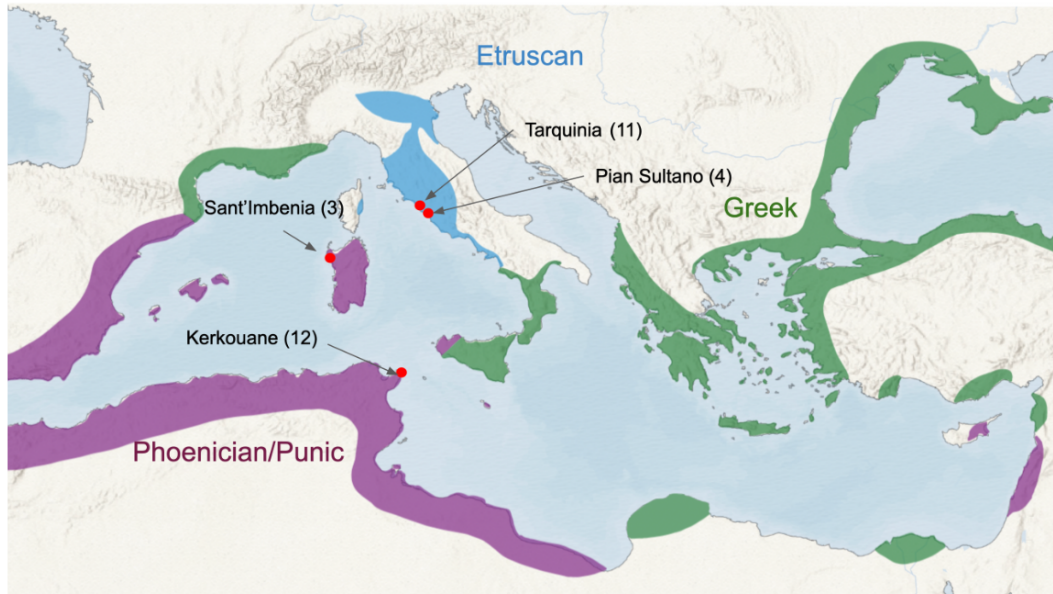 Etruscan
Tarquinia (11)
Pian Sultano (4)
Greek
Sant'Imbenia (3)
Kerkouane (12)
Phoenician/Punic